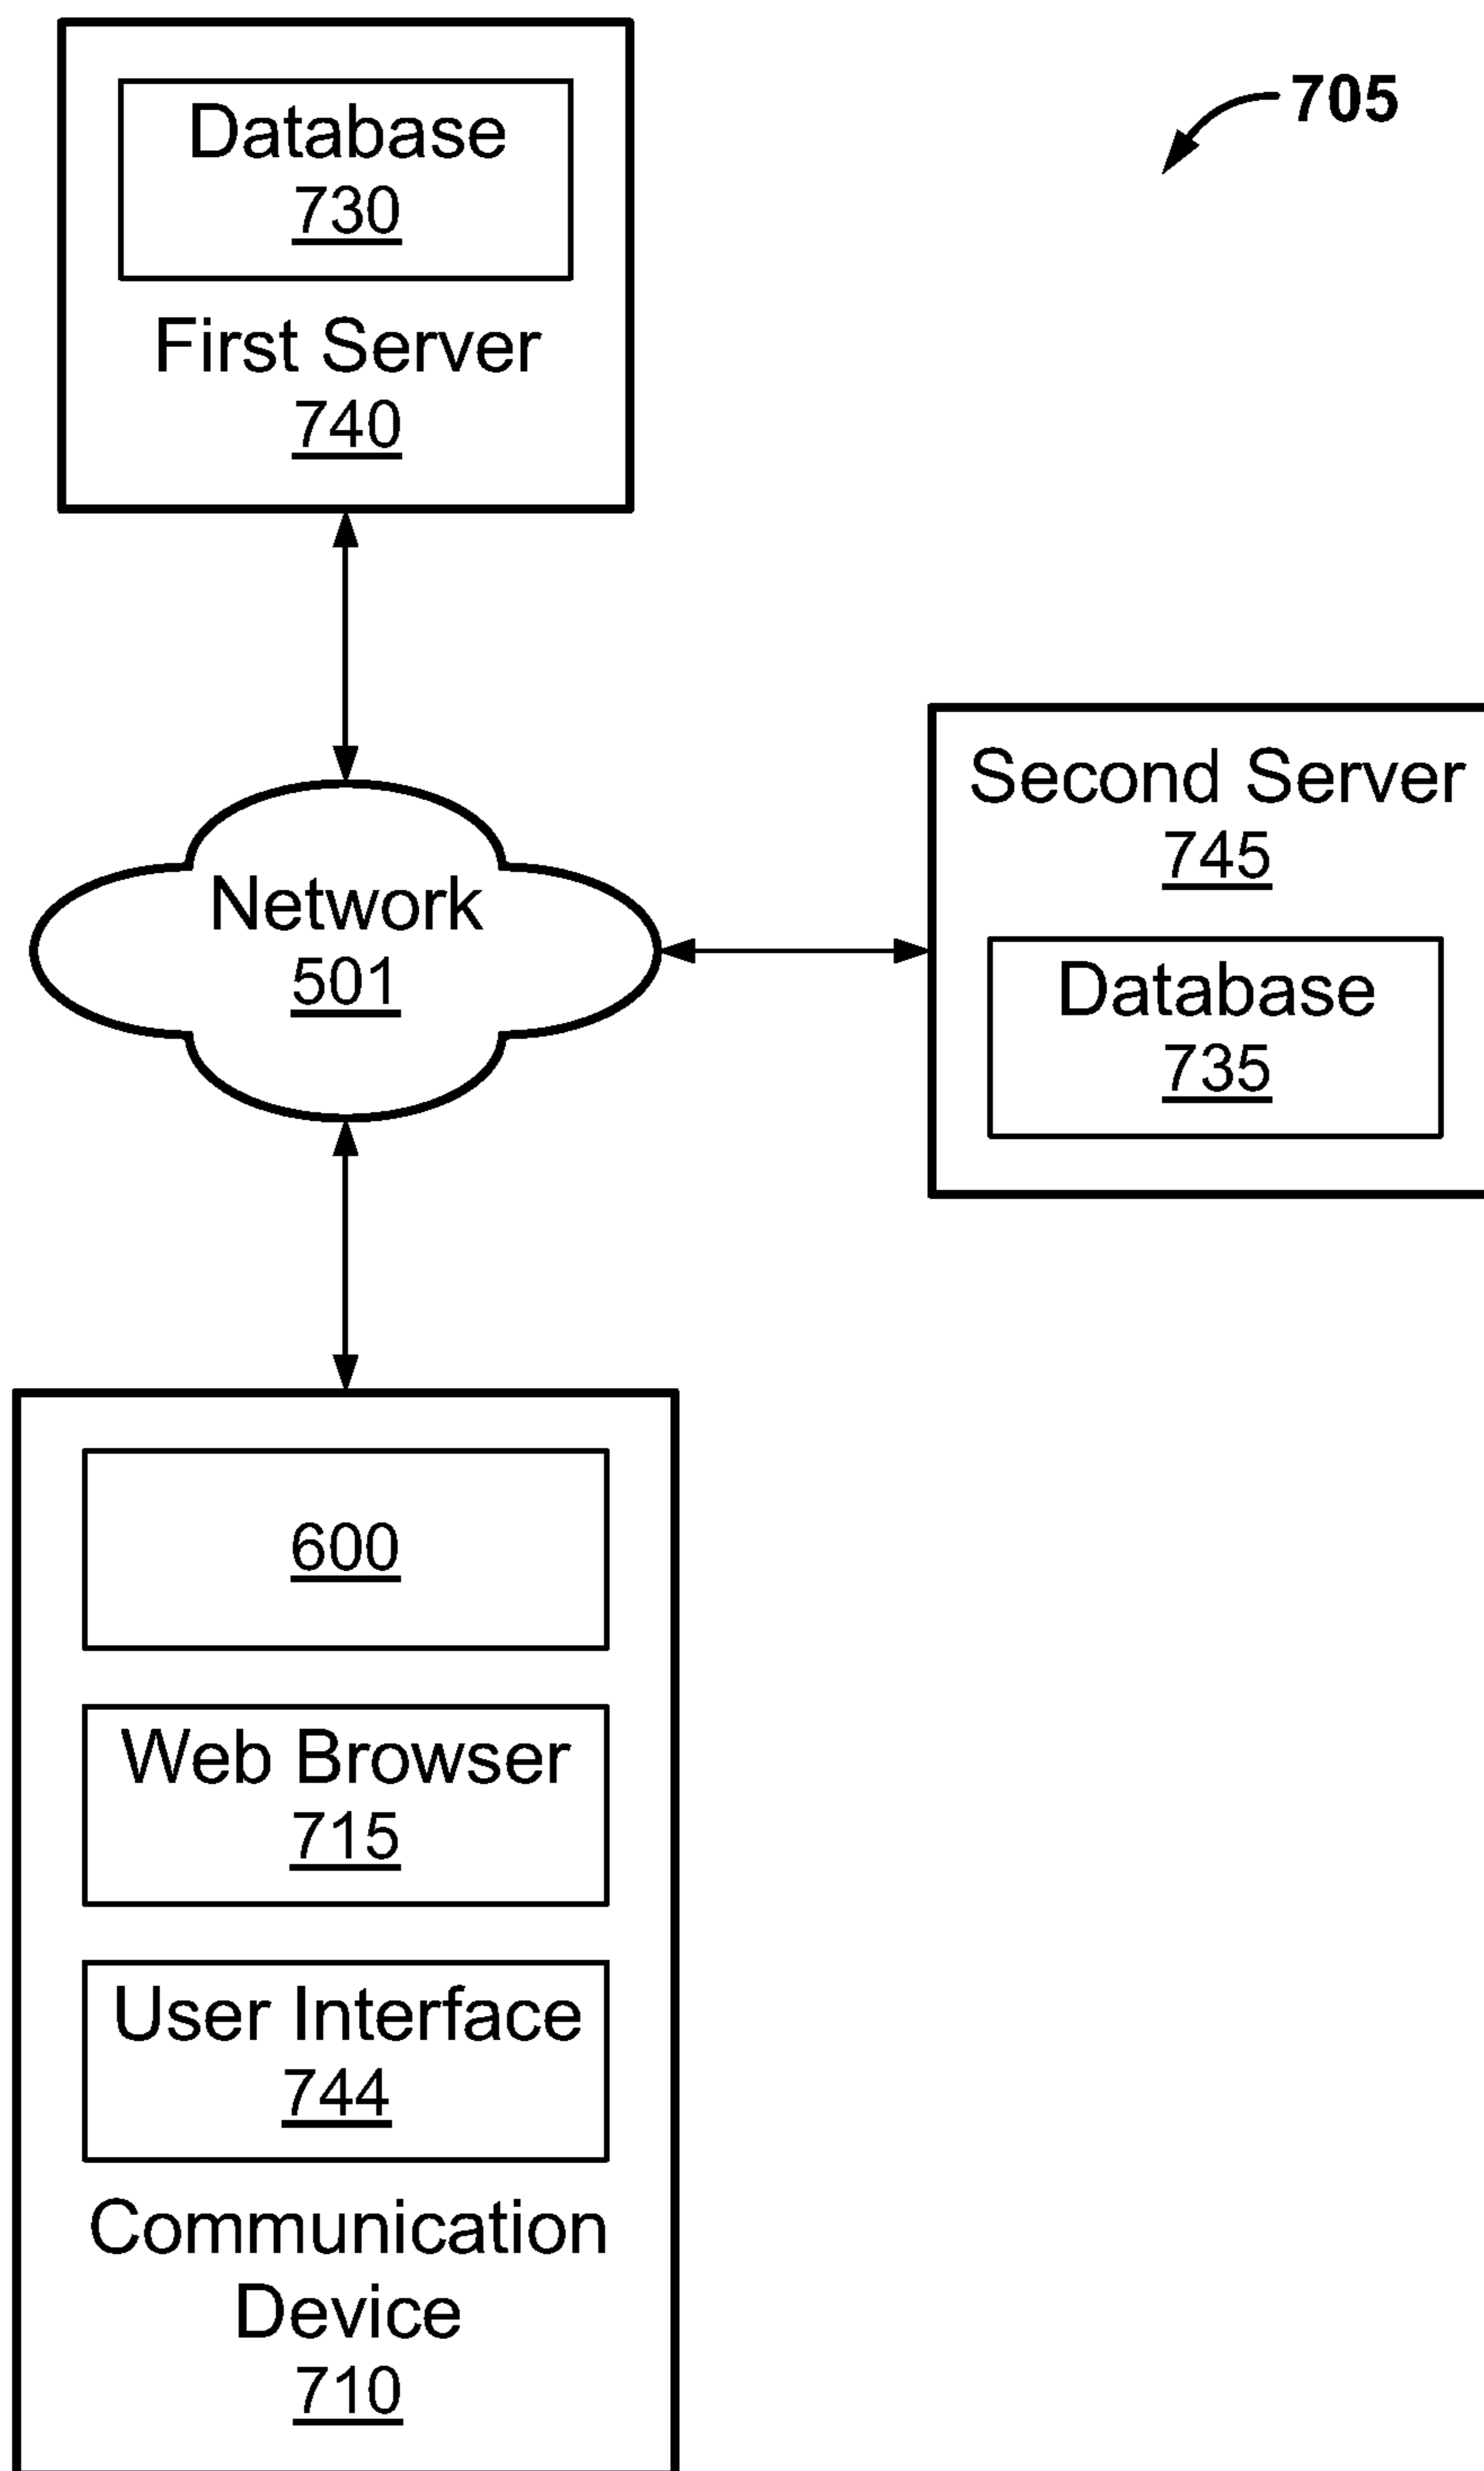 Database
730
First Server
740
705
Network
501
Second Server
745
Database
735
600
Web Browser
715
User Interface
744
Communication
Device
710